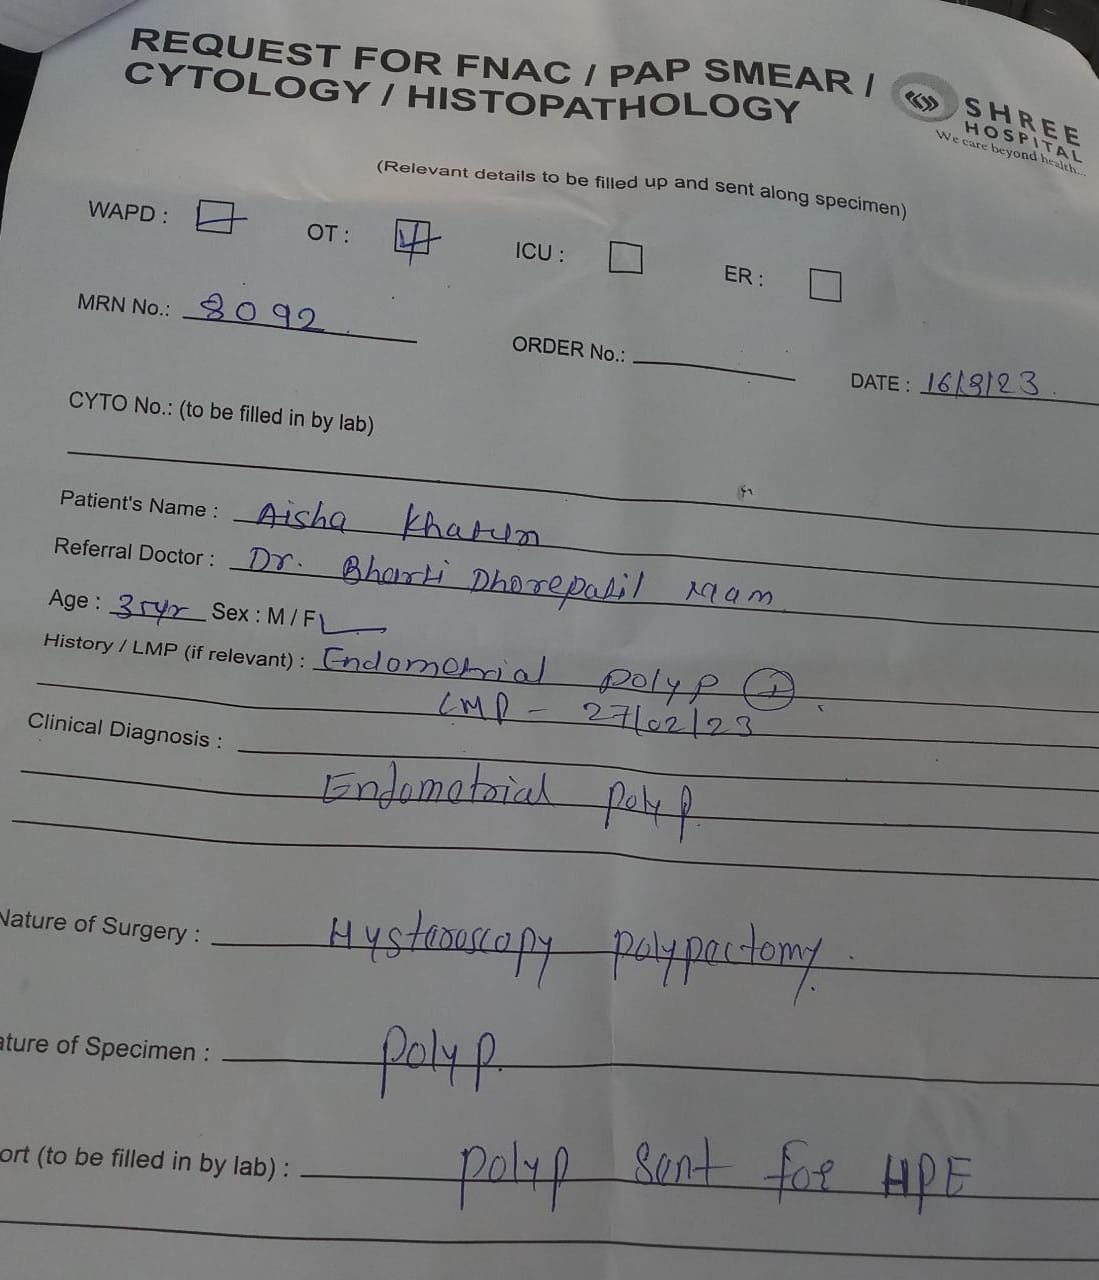 REQUEST FOR FNAC / PAP SMEAR /
CYTOLOGY / HISTOPATHOLOGY
SHREE
HOSPITAL
We care beyond health...
(Relevant details to be filled up and sent along specimen)
WAPD : OT : ICU : ER :
MRN No.: 8092 ORDER No.: DATE : 16/8/23
CYTO No.: (to be filled in by lab)
Patient's Name : Aisha Khatun
Referral Doctor : Dr. Bharti Dhorepatil Mam
Age : 35yr Sex : M / F
History / LMP (if relevant) : Endometrial polyp +
LMP - 27/02/23
Clinical Diagnosis :
Endometrial polyp.
Nature of Surgery : Hysteroscopy polypectomy.
ature of Specimen : polyp.
ort (to be filled in by lab) : polyp sent for HPE